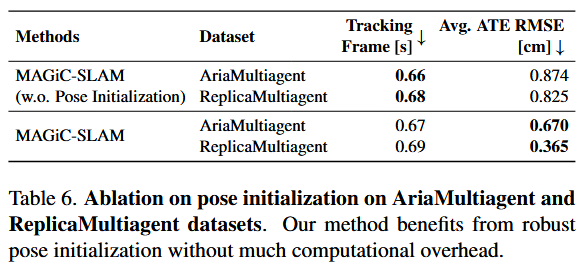 Methods Dataset Tracking Frame [s] ↓ Avg. ATE RMSE [cm] ↓
MAGiC-SLAM AriaMultiagent 0.66 0.874
(w.o. Pose Initialization) ReplicaMultiagent 0.68 0.825
MAGiC-SLAM AriaMultiagent 0.67 0.670
ReplicaMultiagent 0.69 0.365
Table 6. Ablation on pose initialization on AriaMultiagent and
ReplicaMultiagent datasets. Our method benefits from robust
pose initialization without much computational overhead.